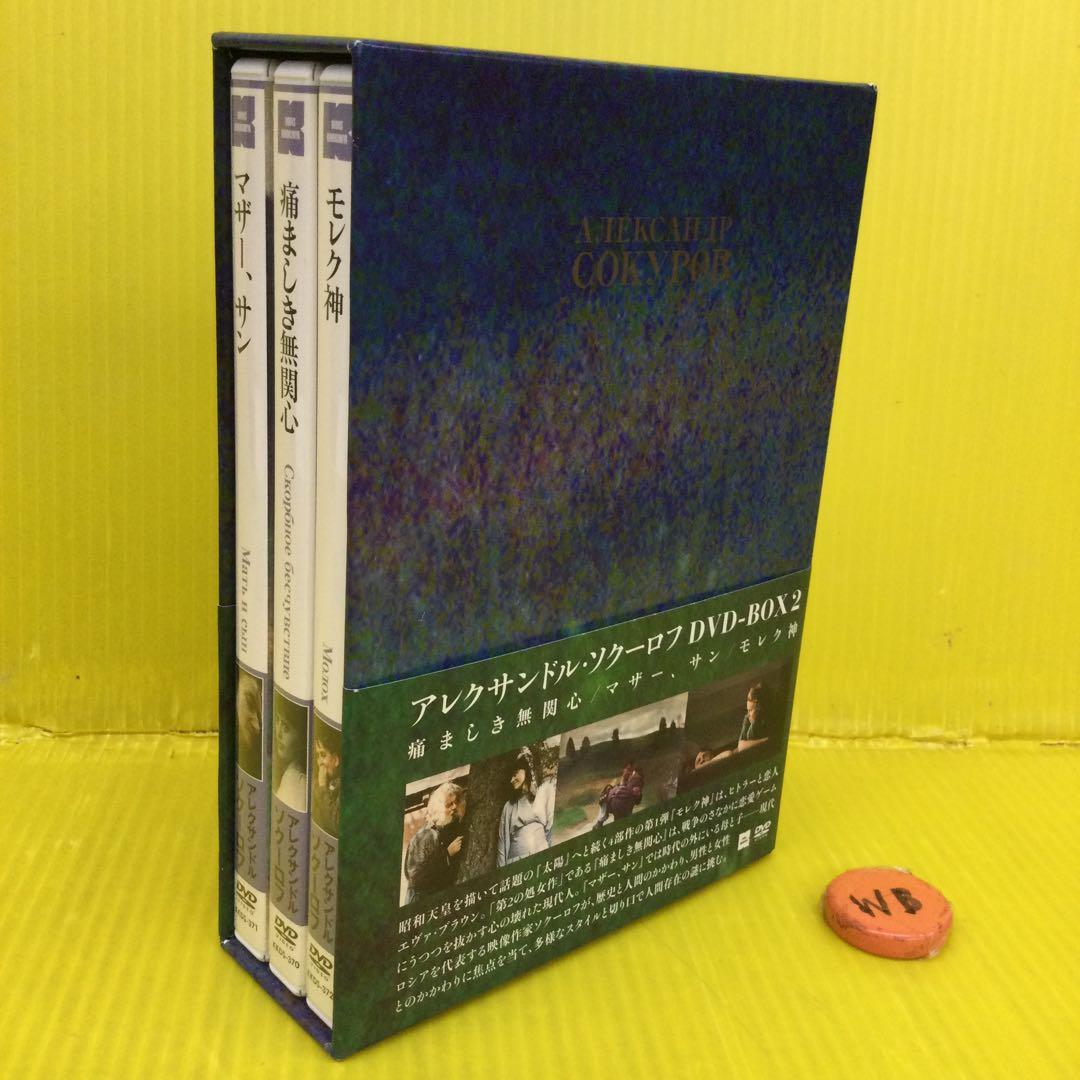 マザー、サン
Мать и сын
アレクサンドル
ソクーロフ
DVD
VIDEO
KKDS-371
痛ましき無関心
Скорбное бесчувствие
アレクサンドル
ソクーロフ
DVD
VIDEO
KKDS-370
モレク神
Молох
アレクサンドル
ソクーロフ
DVD
VIDEO
KKDS-372
АЛЕКСАНДР
СОКУРОВ
アレクサンドル・ソクーロフ DVD-BOX 2
痛ましき無関心/マザー、サン/モレク神
昭和天皇を描いて話題の「太陽」へと続く4部作の第1弾「モレク神」は、ヒトラーと恋人
エヴァ・ブラウン。「第2の処女作」である「痛ましき無関心」は、戦争のさなかに恋愛ゲーム
にうつつを抜かす心の壊れた現代人。「マザー、サン」では時代の外にいる母と子──現代
ロシアを代表する映像作家ソクーロフが、歴史と人間のかかわり、男性と女性
とのかかわりに焦点を当て、多様なスタイルと切り口で人間存在の謎に挑む。
DVD
WB